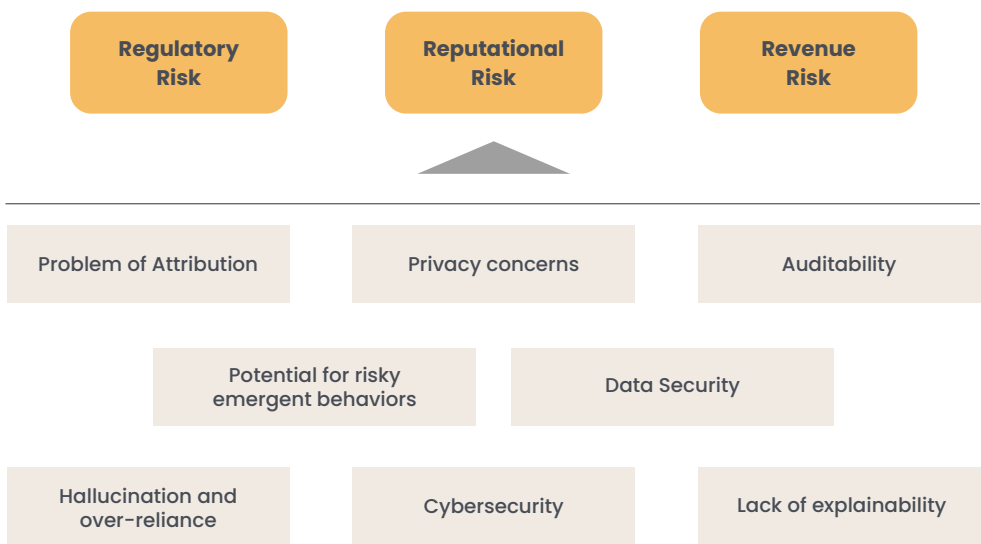 Regulatory
Risk
Reputational
Risk
Revenue
Risk
Problem of Attribution
Privacy concerns
Auditability
Potential for risky
emergent behaviors
Data Security
Hallucination and
over-reliance
Cybersecurity
Lack of explainability